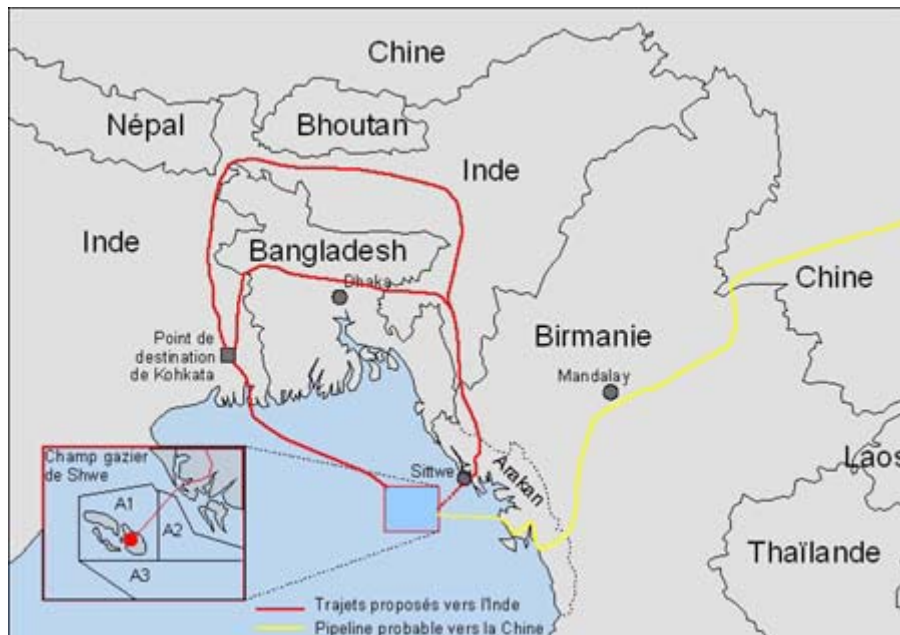 Chine
Népal
Bhoutan
Inde
Inde
Bangladesh
Dhaka
Chine
Point de
destination
de Kohkata
Birmanie
Mandalay
Champ gazier
de Shwe
Sittwe
Arakan
Laos
A1
A2
A3
Thaïlande
Trajets proposés vers l'Inde
Pipeline probable vers la Chine